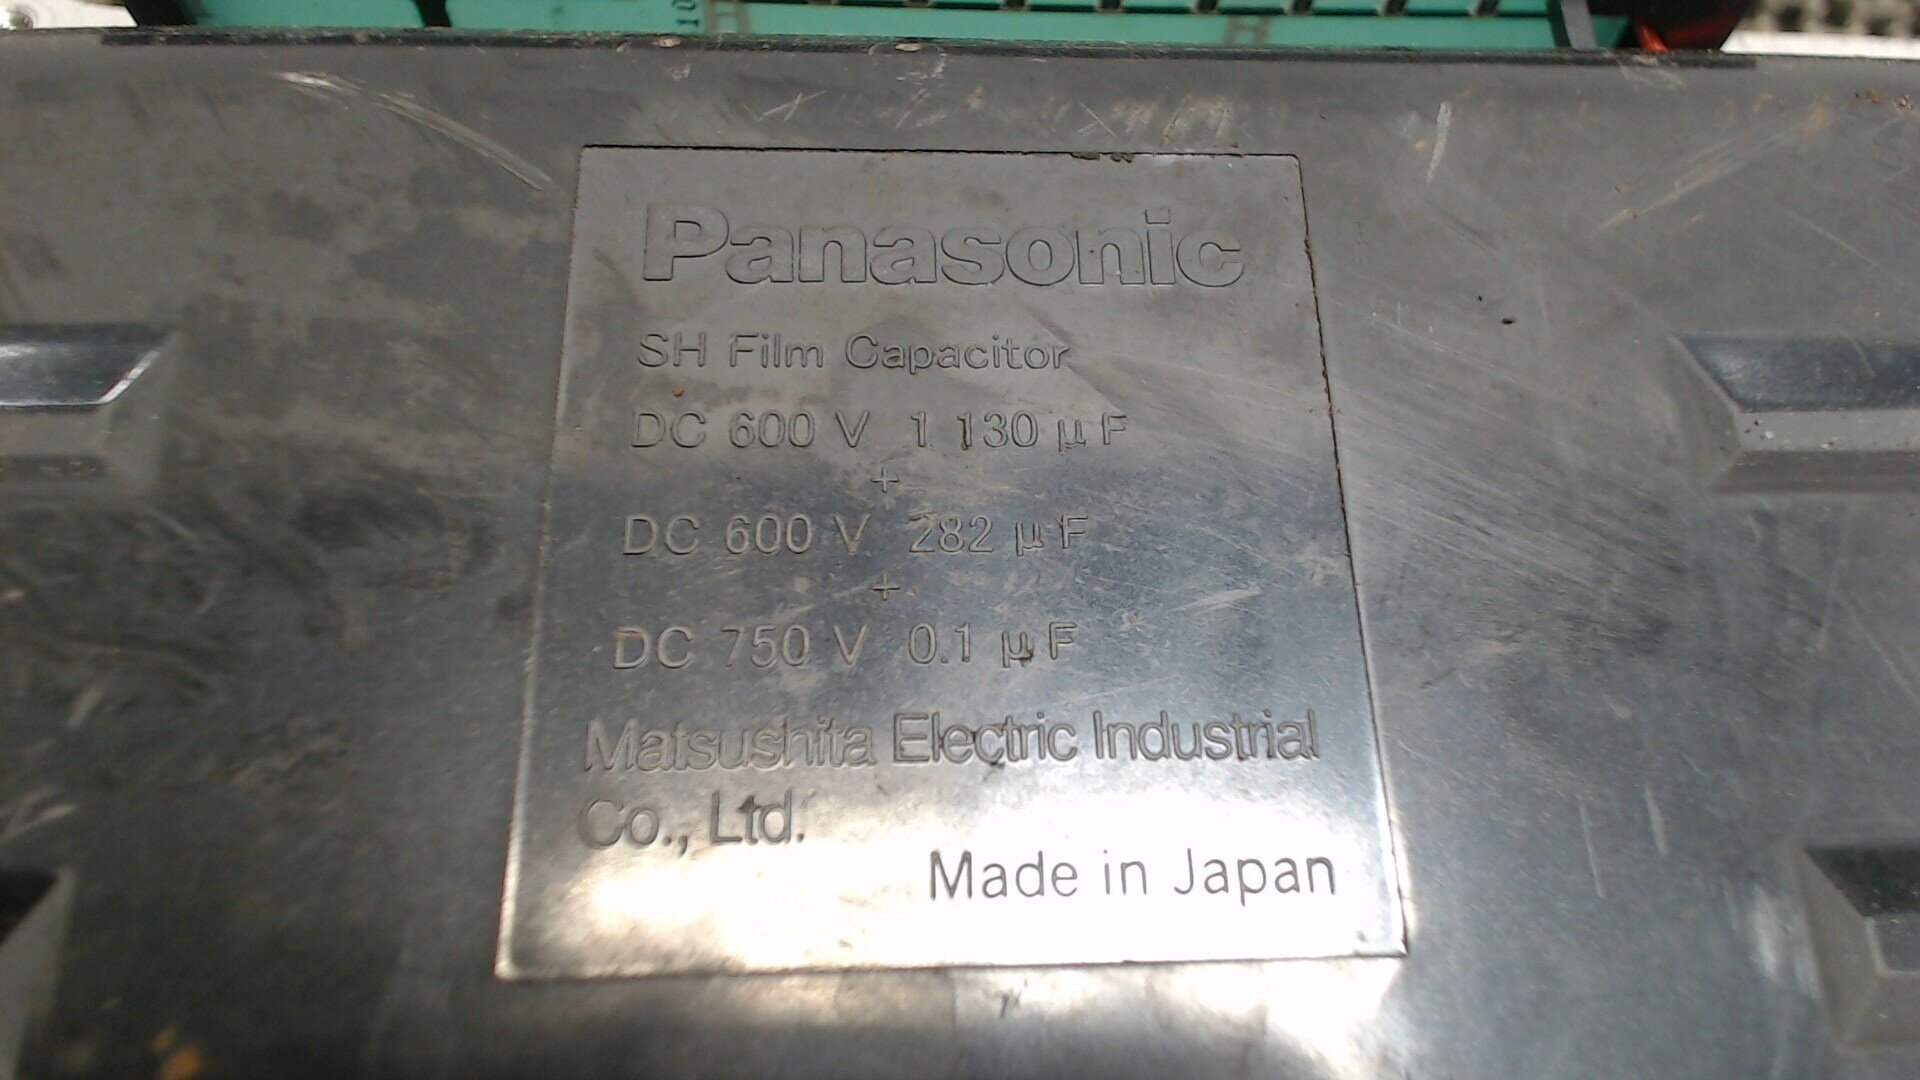 10
Panasonic
SH Film Capacitor
DC 600 V 1 130 μF
+
DC 600 V 282 μF
+
DC 750 V 0.1 μF
Matsushita Electric Industrial
Co., Ltd.
Made in Japan